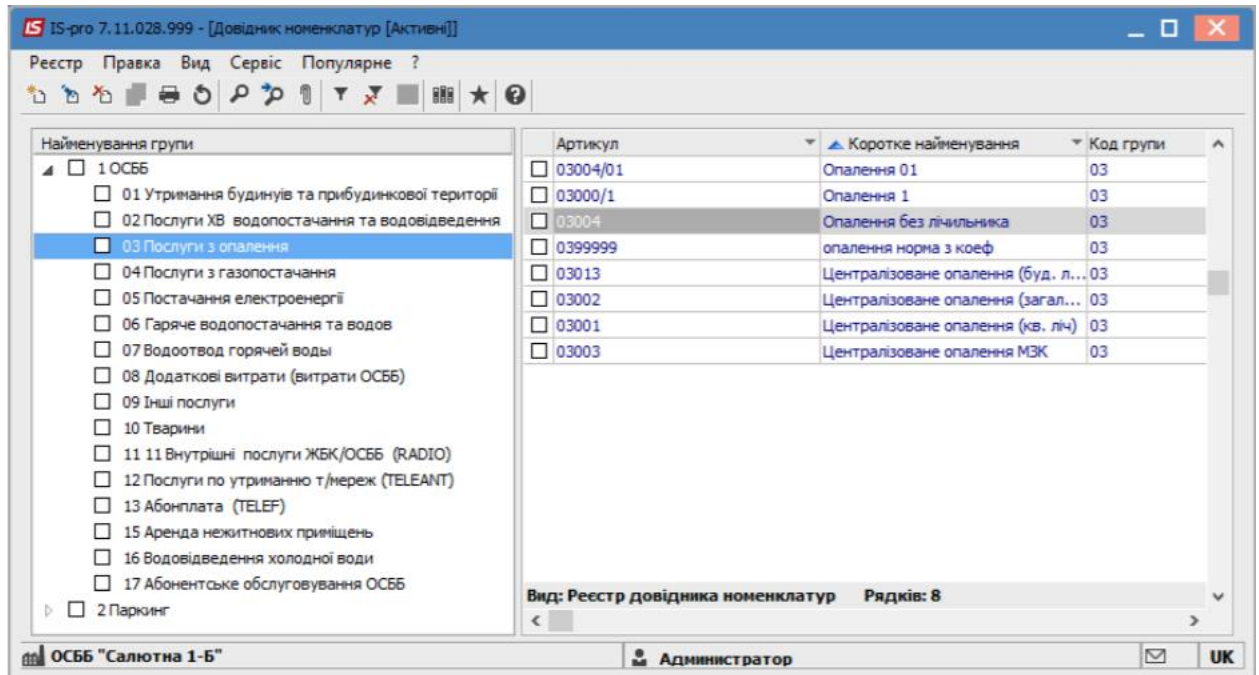 IS-pro 7.11.028.999 - [Довідник номенклатур [Активні]]
Реєстр Правка Вид Сервіс Популярне ?
Найменування групи
1 ОСББ
01 Утримання будинуів та прибудинкової території
02 Послуги ХВ водопостачання та водовідведення
03 Послуги з опалення
04 Послуги з газопостачання
05 Постачання електроенергії
06 Гаряче водопостачання та водов
07 Водоотвод горячей воды
08 Додаткові витрати (витрати ОСББ)
09 Інші послуги
10 Тварини
11 11 Внутрішні послуги ЖБК/ОСББ (RADIO)
12 Послуги по утриманню т/мереж (TELEANT)
13 Абонплата (TELEF)
15 Аренда нежитнових приміщень
16 Водовідведення холодної води
17 Абонентське обслуговування ОСББ
2 Паркинг
Артикул Коротке найменування Код групи
03004/01 Опалення 01 03
03000/1 Опалення 1 03
03004 Опалення без лічильника 03
0399999 опалення норма з коеф 03
03013 Централізоване опалення (буд. л... 03
03002 Централізоване опалення (загал... 03
03001 Централізоване опалення (кв. ліч) 03
03003 Централізоване опалення МЗК 03
Вид: Реєстр довідника номенклатур Рядків: 8
ОСББ "Салютна 1-Б" Администратор UK